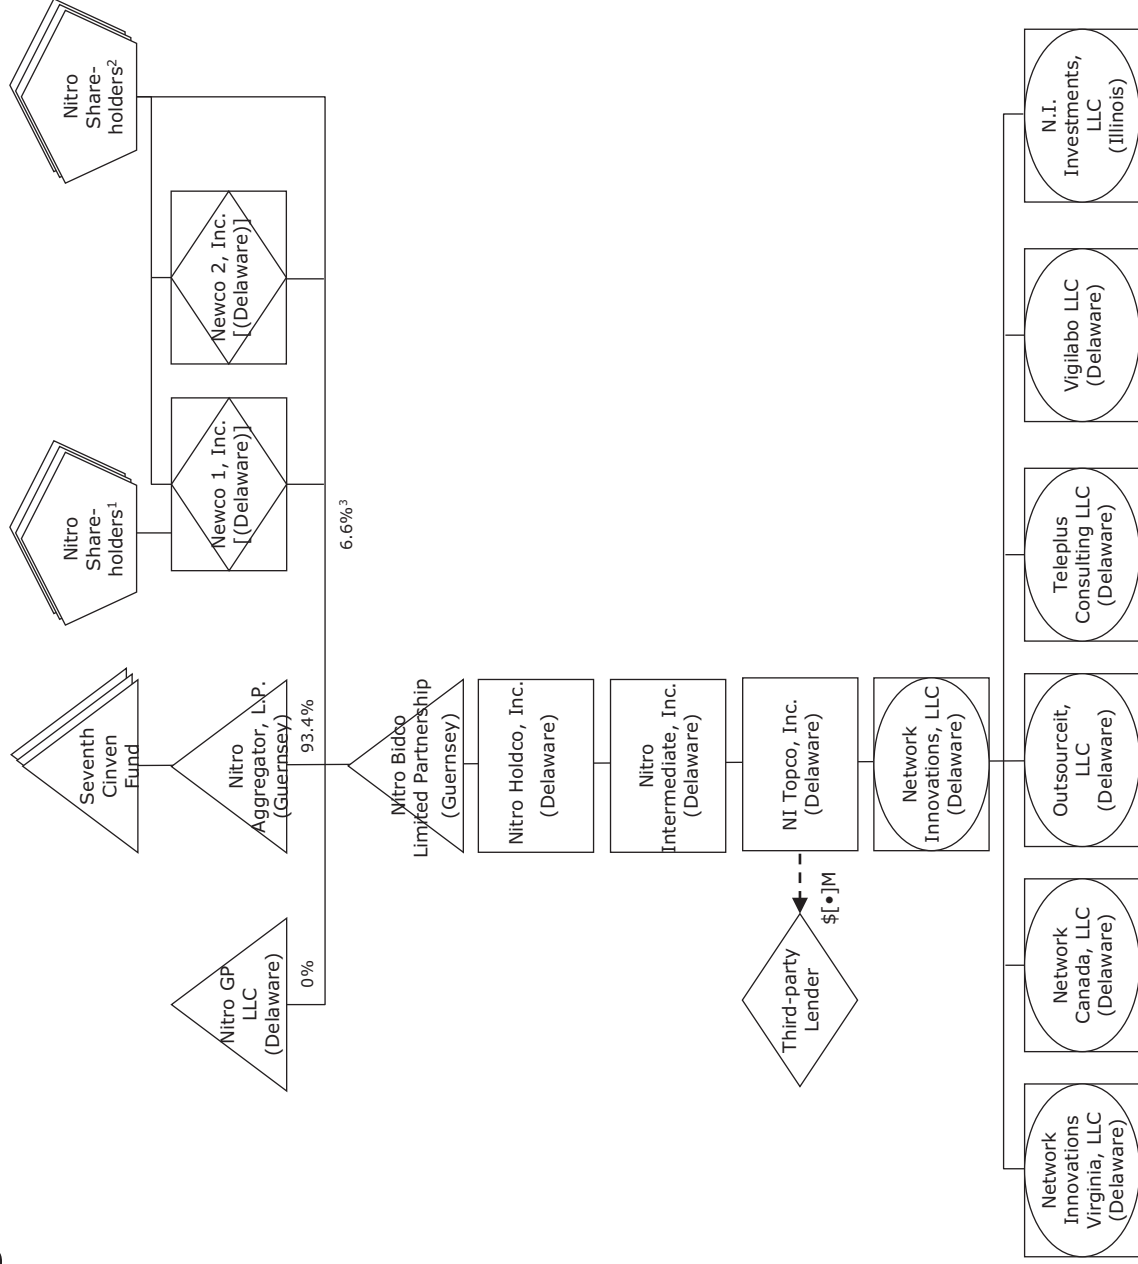 Seventh
Cinven
Fund
Nitro
Share-
holders¹
Nitro
Share-
holders²
Nitro GP
LLC
(Delaware)
Nitro
Aggregator, L.P.
(Guernsey)
Newco 1, Inc.
[(Delaware)]
Newco 2, Inc.
[(Delaware)]
0%
93.4%
6.6%³
Nitro Bidco
Limited Partnership
(Guernsey)
Nitro Holdco, Inc.
(Delaware)
Nitro
Intermediate, Inc.
(Delaware)
Third-party
Lender
$[•]M
NI Topco, Inc.
(Delaware)
Network
Innovations, LLC
(Delaware)
Network
Innovations
Virginia, LLC
(Delaware)
Network
Canada, LLC
(Delaware)
Outsourceit,
LLC
(Delaware)
Teleplus
Consulting LLC
(Delaware)
Vigilabo LLC
(Delaware)
N.I.
Investments,
LLC
(Illinois)